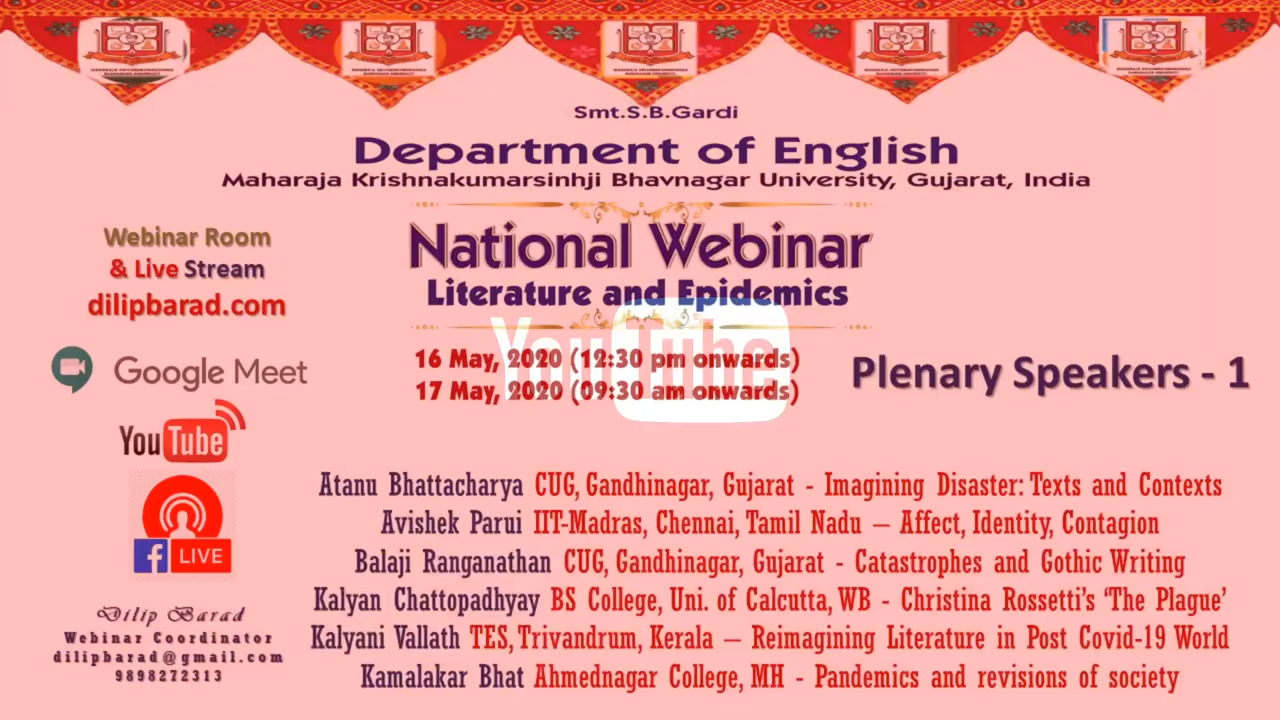 Smt.S.B.Gardi
Department of English
Maharaja Krishnakumarsinhji Bhavnagar University, Gujarat, India
National Webinar
Literature and Epidemics
16 May, 2020 (12:30 pm onwards)
17 May, 2020 (09:30 am onwards)
YouTube
Webinar Room
& Live Stream
dilipbarad.com
Google Meet
YouTube
f LIVE
Dilip Barad
Webinar Coordinator
dilipbarad@gmail.com
9898272313
Plenary Speakers - 1
Atanu Bhattacharya CUG, Gandhinagar, Gujarat - Imagining Disaster: Texts and Contexts
Avishek Parui IIT-Madras, Chennai, Tamil Nadu – Affect, Identity, Contagion
Balaji Ranganathan CUG, Gandhinagar, Gujarat - Catastrophes and Gothic Writing
Kalyan Chattopadhyay BS College, Uni. of Calcutta, WB - Christina Rossetti’s ‘The Plague’
Kalyani Vallath TES, Trivandrum, Kerala – Reimagining Literature in Post Covid-19 World
Kamalakar Bhat Ahmednagar College, MH - Pandemics and revisions of society